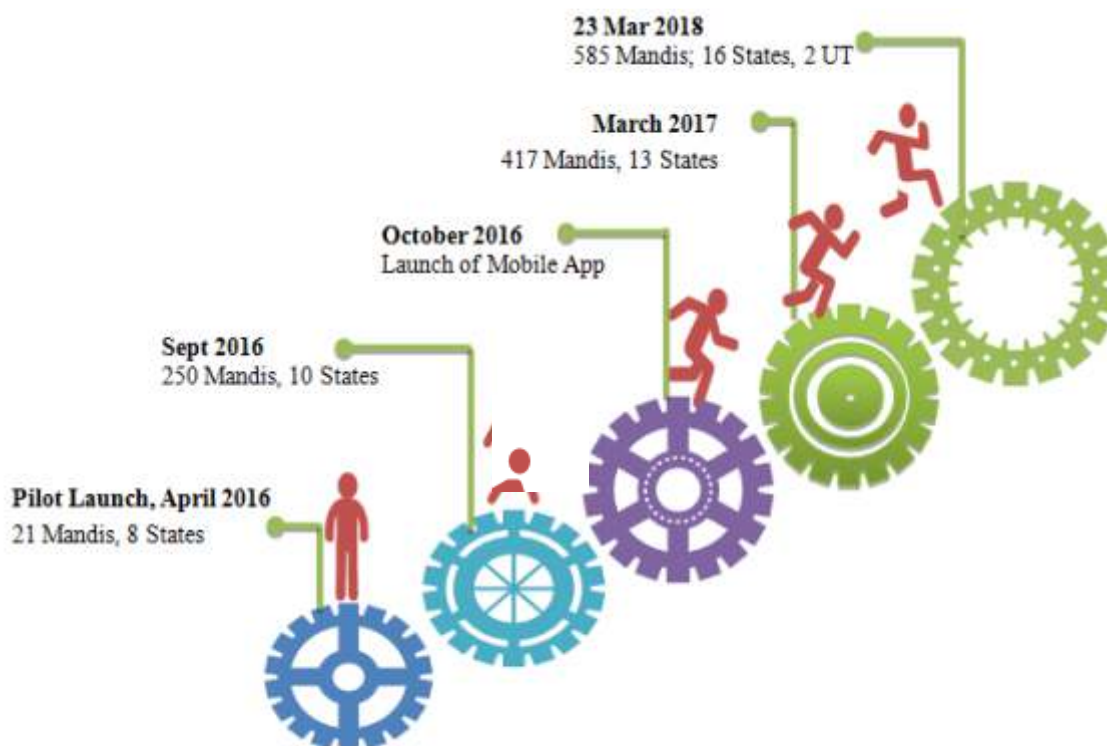 23 Mar 2018
585 Mandis; 16 States, 2 UT
March 2017
417 Mandis, 13 States
October 2016
Launch of Mobile App
Sept 2016
250 Mandis, 10 States
Pilot Launch, April 2016
21 Mandis, 8 States